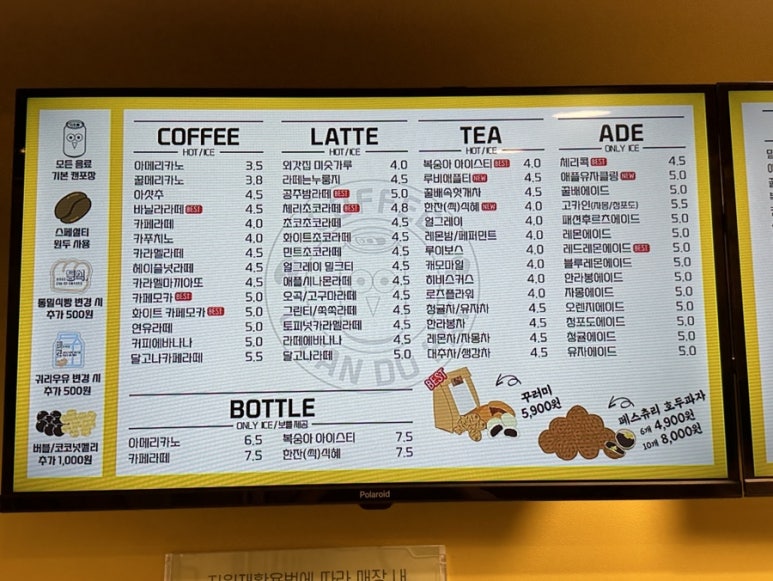 모든 음료
기본 캔포장
스페셜티
원두 사용
통밀식빵 변경 시
추가 500원
귀리우유 변경 시
추가 500원
버블/코코넛젤리
추가 1,000원
COFFEE
HOT/ICE
아메리카노 3.5
꿀메리카노 3.8
아샷추 4.5
바닐라라떼 BEST 4.5
카페라떼 4.0
카푸치노 4.0
카라멜라떼 4.5
헤이즐넛라떼 4.5
카라멜마끼아또 4.5
카페모카 BEST 5.0
화이트 카페모카 BEST 5.0
연유라떼 5.0
커피에바나나 5.0
달고나카페라떼 5.5
LATTE
HOT/ICE
외갓집 미숫가루 4.0
라떼는누룽지 4.5
공주밤라떼 BEST 5.0
체리초코라떼 BEST 4.8
초코초코라떼 4.5
화이트초코라떼 4.5
민트초코라떼 4.5
얼그레이 밀크티 4.5
애플시나몬라떼 4.5
오곡/고구마라떼 4.5
그린티/쑥쑥라떼 4.5
토피넛카라멜라떼 4.5
라떼에바나나 4.5
달고나라떼 5.0
TEA
HOT/ICE
복숭아 아이스티 BEST 4.0
루비애플티 NEW 4.5
꿀배숙헛개차 4.5
한잔(찍)식혜 NEW 4.0
얼그레이 4.0
레몬밤/페퍼민트 4.0
루이보스 4.0
캐모마일 4.0
히비스커스 4.0
로즈플라워 4.0
청귤차/유자차 4.5
한라봉차 4.5
레몬차/자몽차 4.5
대추차/생강차 4.5
ADE
ONLY ICE
체리콕 BEST 4.5
애플유자플링 NEW 5.0
꿀배에이드 5.0
고카인(자몽/청포도) 5.5
패션후르츠에이드 5.0
레몬에이드 5.0
레드레몬에이드 BEST 5.0
블루레몬에이드 5.0
한라봉에이드 5.0
자몽에이드 5.0
오렌지에이드 5.0
청포도에이드 5.0
청귤에이드 5.0
유자에이드 5.0
BOTTLE
ONLY ICE/보틀제공
아메리카노 6.5
카페라떼 7.5
복숭아 아이스티 7.5
한잔(찍)식혜 7.5
BEST
꾸러미
5,900원
페스츄리 호두과자
6개 4,900원
10개 8,000원
Polaroid